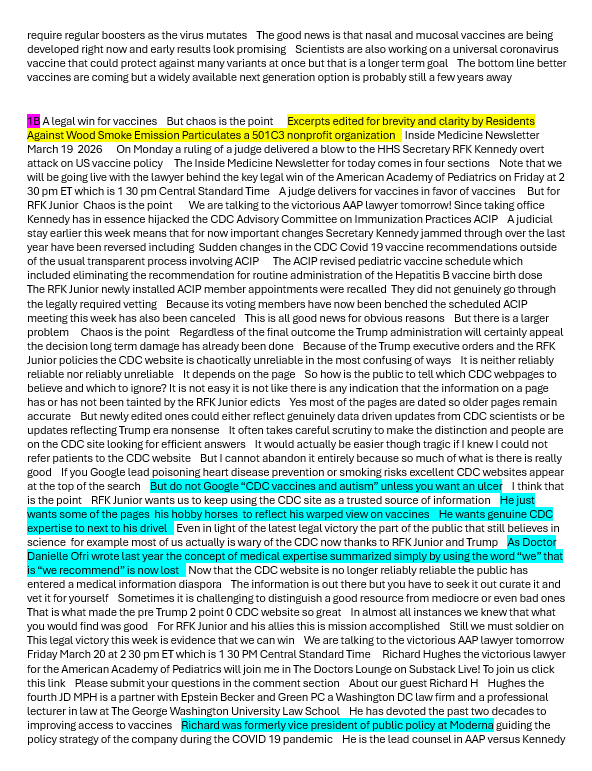 require regular boosters as the virus mutates The good news is that nasal and mucosal vaccines are being
developed right now and early results look promising Scientists are also working on a universal coronavirus
vaccine that could protect against many variants at once but that is a longer term goal The bottom line better
vaccines are coming but a widely available next generation option is probably still a few years away
1B A legal win for vaccines But chaos is the point Excerpts edited for brevity and clarity by Residents
Against Wood Smoke Emission Particulates a 501C3 nonprofit organization Inside Medicine Newsletter
March 19 2026 On Monday a ruling of a judge delivered a blow to the HHS Secretary RFK Kennedy overt
attack on US vaccine policy The Inside Medicine Newsletter for today comes in four sections Note that we
will be going live with the lawyer behind the key legal win of the American Academy of Pediatrics on Friday at 2
30 pm ET which is 1 30 pm Central Standard Time A judge delivers for vaccines in favor of vaccines But for
RFK Junior Chaos is the point We are talking to the victorious AAP lawyer tomorrow! Since taking office
Kennedy has in essence hijacked the CDC Advisory Committee on Immunization Practices ACIP A judicial
stay earlier this week means that for now important changes Secretary Kennedy jammed through over the last
year have been reversed including Sudden changes in the CDC Covid 19 vaccine recommendations outside
of the usual transparent process involving ACIP The ACIP revised pediatric vaccine schedule which
included eliminating the recommendation for routine administration of the Hepatitis B vaccine birth dose
The RFK Junior newly installed ACIP member appointments were recalled They did not genuinely go through
the legally required vetting Because its voting members have now been benched the scheduled ACIP
meeting this week has also been canceled This is all good news for obvious reasons But there is a larger
problem Chaos is the point Regardless of the final outcome the Trump administration will certainly appeal
the decision long term damage has already been done Because of the Trump executive orders and the RFK
Junior policies the CDC website is chaotically unreliable in the most confusing of ways It is neither reliably
reliable nor reliably unreliable It depends on the page So how is the public to tell which CDC webpages to
believe and which to ignore? It is not easy it is not like there is any indication that the information on a page
has or has not been tainted by the RFK Junior edicts Yes most of the pages are dated so older pages remain
accurate But newly edited ones could either reflect genuinely data driven updates from CDC scientists or be
updates reflecting Trump era nonsense It often takes careful scrutiny to make the distinction and people are
on the CDC site looking for efficient answers It would actually be easier though tragic if I knew I could not
refer patients to the CDC website But I cannot abandon it entirely because so much of what is there is really
good If you Google lead poisoning heart disease prevention or smoking risks excellent CDC websites appear
at the top of the search But do not Google “CDC vaccines and autism” unless you want an ulcer I think that
is the point RFK Junior wants us to keep using the CDC site as a trusted source of information He just
wants some of the pages his hobby horses to reflect his warped view on vaccines He wants genuine CDC
expertise to next to his drivel Even in light of the latest legal victory the part of the public that still believes in
science for example most of us actually is wary of the CDC now thanks to RFK Junior and Trump As Doctor
Danielle Ofri wrote last year the concept of medical expertise summarized simply by using the word “we” that
is “we recommend” is now lost Now that the CDC website is no longer reliably reliable the public has
entered a medical information diaspora The information is out there but you have to seek it out curate it and
vet it for yourself Sometimes it is challenging to distinguish a good resource from mediocre or even bad ones
That is what made the pre Trump 2 point 0 CDC website so great In almost all instances we knew that what
you would find was good For RFK Junior and his allies this is mission accomplished Still we must soldier on
This legal victory this week is evidence that we can win We are talking to the victorious AAP lawyer tomorrow
Friday March 20 at 2 30 pm ET which is 1 30 PM Central Standard Time Richard Hughes the victorious lawyer
for the American Academy of Pediatrics will join me in The Doctors Lounge on Substack Live! To join us click
this link Please submit your questions in the comment section About our guest Richard H Hughes the
fourth JD MPH is a partner with Epstein Becker and Green PC a Washington DC law firm and a professional
lecturer in law at The George Washington University Law School He has devoted the past two decades to
improving access to vaccines Richard was formerly vice president of public policy at Moderna guiding the
policy strategy of the company during the COVID 19 pandemic He is the lead counsel in AAP versus Kennedy